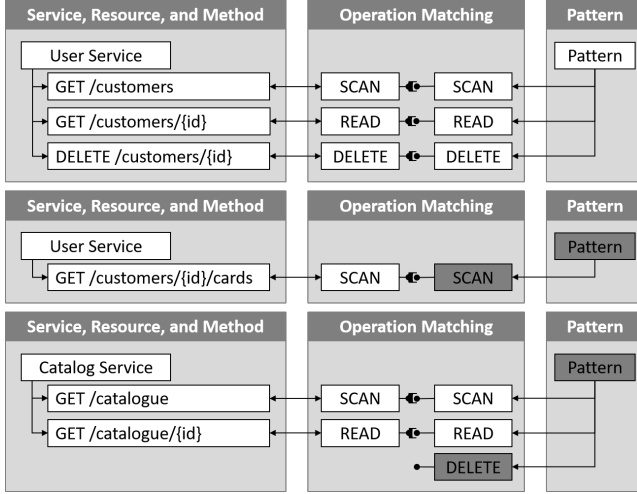 Service, Resource, and Method Operation Matching Pattern
User Service Pattern
GET /customers SCAN SCAN
GET /customers/{id} READ READ
DELETE /customers/{id} DELETE DELETE
Service, Resource, and Method Operation Matching Pattern
User Service Pattern
GET /customers/{id}/cards SCAN SCAN
Service, Resource, and Method Operation Matching Pattern
Catalog Service Pattern
GET /catalogue SCAN SCAN
GET /catalogue/{id} READ READ
DELETE